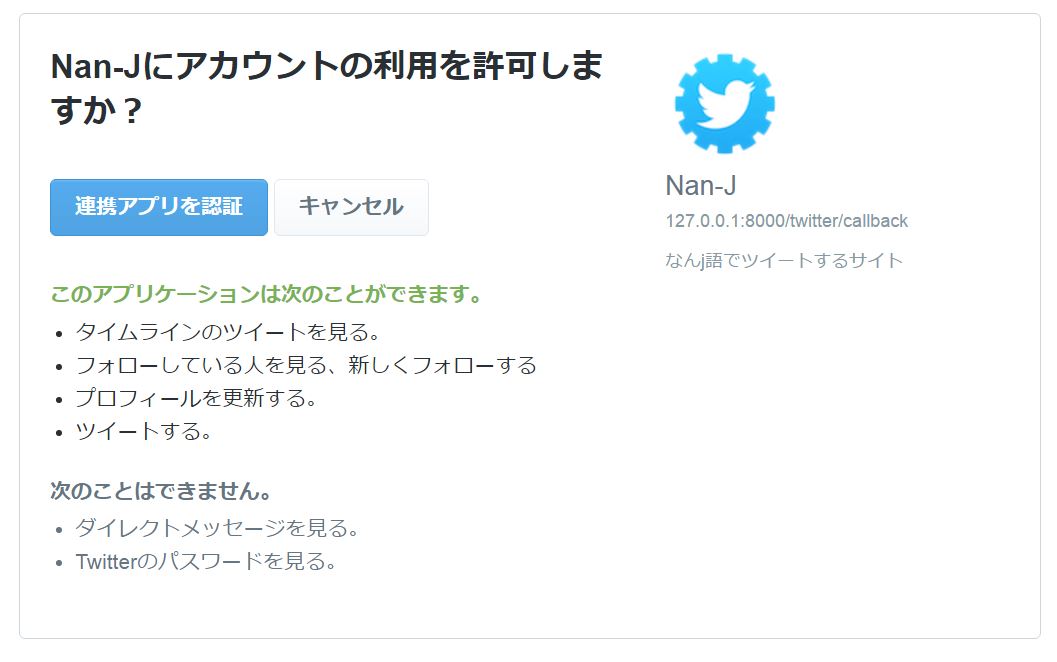 Nan-Jにアカウントの利用を許可しま
すか？
連携アプリを認証
キャンセル
このアプリケーションは次のことができます。
• タイムラインのツイートを見る。
• フォローしている人を見る、新しくフォローする
• プロフィールを更新する。
• ツイートする。
次のことはできません。
• ダイレクトメッセージを見る。
• Twitterのパスワードを見る。
Nan-J
127.0.0.1:8000/twitter/callback
なんj語でツイートするサイト